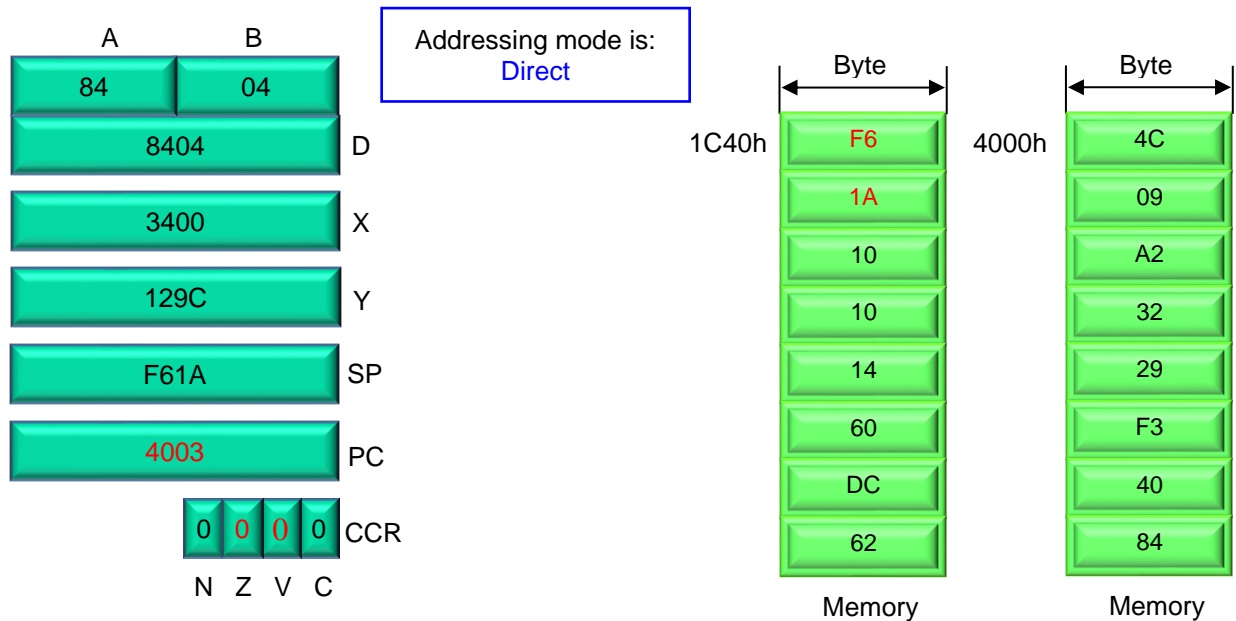 A B
84 04
8404 D
3400 X
129C Y
F61A SP
4003 PC
0 0 0 0 CCR
N Z V C
Addressing mode is:
Direct
Byte
1C40h F6
1A
10
10
14
60
DC
62
Memory
Byte
4000h 4C
09
A2
32
29
F3
40
84
Memory